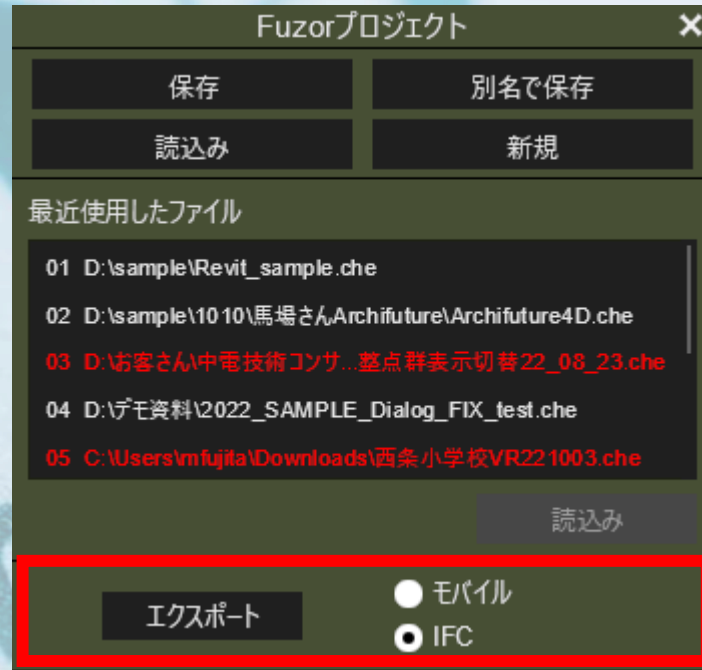 Fuzorプロジェクト
保存
別名で保存
読込み
新規
最近使用したファイル
01 D:\sample\Revit_sample.che
02 D:\sample\1010\馬場さんArchifuture\Archifuture4D.che
03 D:\お客さん\中電技術コンサ...整点群表示切替22_08_23.che
04 D:\デモ資料\2022_SAMPLE_Dialog_FIX_test.che
05 C:\Users\mfujita\Downloads\西条小学校VR221003.che
読込み
エクスポート
モバイル
IFC